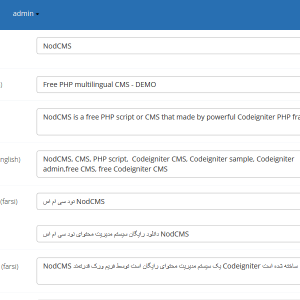 admin
NodCMS
)
Free PHP multilingual CMS - DEMO
NodCMS is a free PHP script or CMS that made by powerful Codeigniter PHP fra
nglish)
NodCMS, CMS, PHP script, Codeigniter CMS, Codeigniter sample, Codeigniter
admin,free CMS, free Codeigniter CMS
(farsi)
نود سی ام اس NodCMS
دانلود رایگان سیستم مدیریت محتوای نود سی ام اس NodCMS
(farsi)
NodCMS یک سیستم مدیریت محتوای رایگان است توسط فریم ورک قدرتمند Codeigniter ساخته شده است